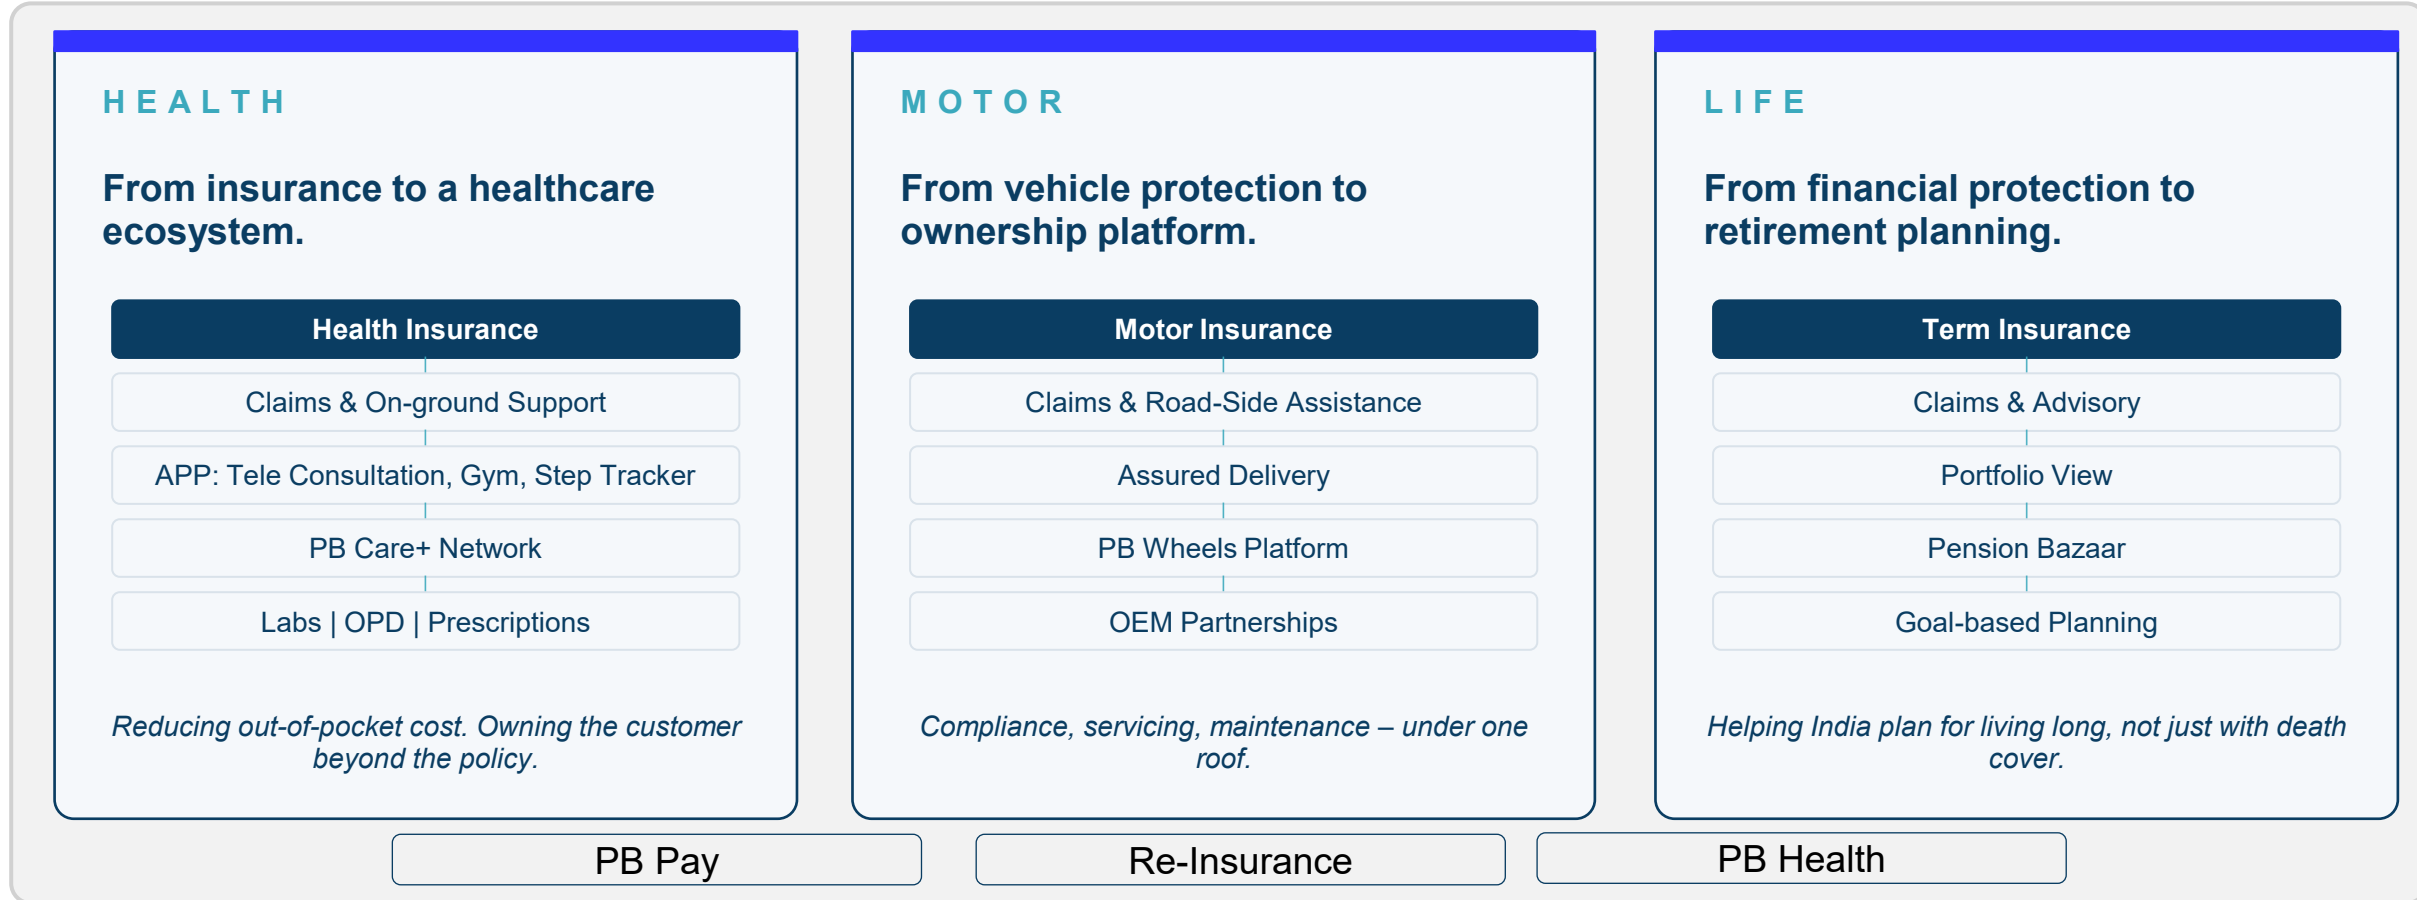 HEALTH
From insurance to a healthcare
ecosystem.
Health Insurance
Claims & On-ground Support
APP: Tele Consultation, Gym, Step Tracker
PB Care+ Network
Labs | OPD | Prescriptions
Reducing out-of-pocket cost. Owning the customer
beyond the policy.
MOTOR
From vehicle protection to
ownership platform.
Motor Insurance
Claims & Road-Side Assistance
Assured Delivery
PB Wheels Platform
OEM Partnerships
Compliance, servicing, maintenance – under one
roof.
LIFE
From financial protection to
retirement planning.
Term Insurance
Claims & Advisory
Portfolio View
Pension Bazaar
Goal-based Planning
Helping India plan for living long, not just with death
cover.
PB Pay
Re-Insurance
PB Health